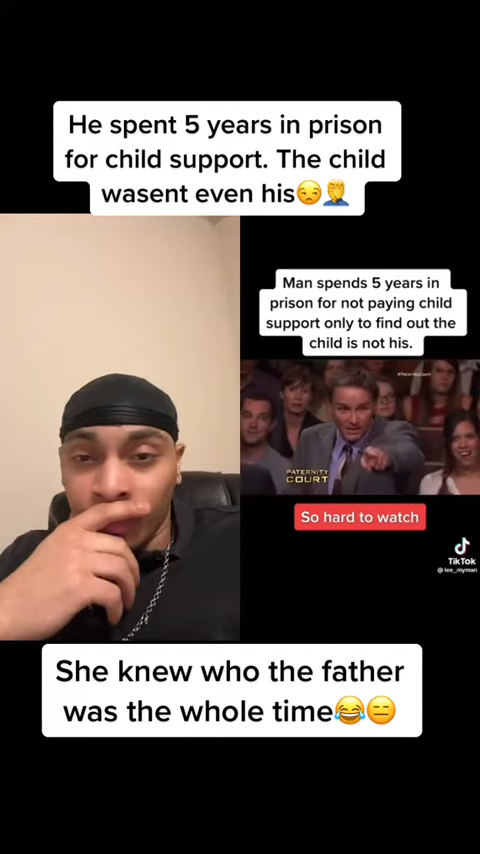 He spent 5 years in prison
for child support. The child
wasent even his😒🤦‍♂️
Man spends 5 years in
prison for not paying child
support only to find out the
child is not his.
#PaternityCourt
PATERNITY
COURT
So hard to watch
TikTok
@lee_myman
She knew who the father
was the whole time😂😑